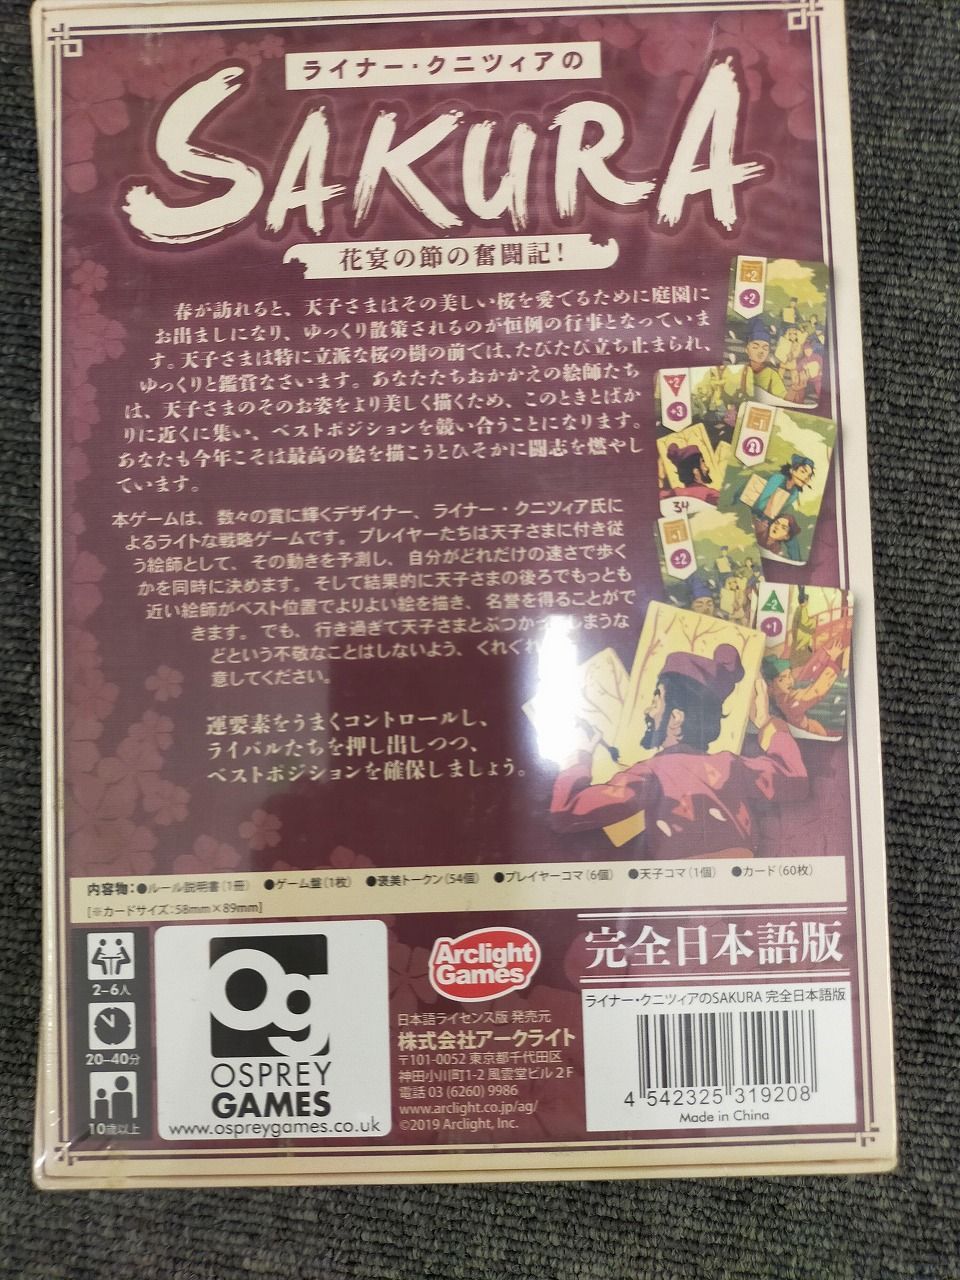 ライナー・クニツィアの
SAKURA
花宴の節の奮闘記!
春が訪れると、天子さまはその美しい桜を愛でるために庭園に
お出ましになり、ゆっくり散策されるのが恒例の行事となっていま
す。天子さまは特に立派な桜の樹の前では、たびたび立ち止まられ、
ゆっくりと鑑賞なさいます。あなたたちおかかえの絵師たち
は、天子さまのそのお姿をより美しく描くため、このときとばか
りに近くに集い、ベストポジションを競い合うことになります。
あなたも今年こそは最高の絵を描こうとひそかに闘志を燃やし
ています。
本ゲームは、数々の賞に輝くデザイナー、ライナー・クニツィア氏に
よるライトな戦略ゲームです。プレイヤーたちは天子さまに付き従
う絵師として、その動きを予測し、自分がどれだけの速さで歩く
かを同時に決めます。そして結果的に天子さまの後ろでもっとも
近い絵師がベスト位置でよりよい絵を描き、名誉を得ることがで
きます。でも、行き過ぎて天子さまとぶつか しまうな
どという不敬なことはしないよう、くれぐれ
意してください。
運要素をうまくコントロールし、
ライバルたちを押し出しつつ、
ベストポジションを確保しましょう。
+2
+2
+2
+3
-1
34
+1
±2
-2
+1
内容物:●ルール説明書(1冊) ●ゲーム盤(1枚) ●褒美トークン(54個) ●プレイヤーコマ(6個) ●天子コマ(1個) ●カード(60枚)
[※カードサイズ:58mm×89mm]
2–6人
20–40分
10歳以上
Og
OSPREY
GAMES
www.ospreygames.co.uk
Arclight
Games
日本語ライセンス版 発売元
株式会社アークライト
〒101-0052 東京都千代田区
神田小川町1-2 風雲堂ビル2F
電話 03 (6260) 9986
www.arclight.co.jp/ag/
©2019 Arclight, Inc.
完全日本語版
ライナー・クニツィアのSAKURA 完全日本語版
4 542325 319208
Made in China